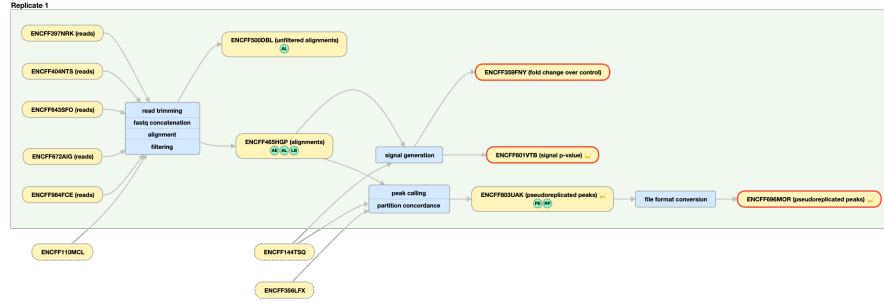 Replicate 1
ENCFF397NRK (reads)
ENCFF500DBL (unfiltered alignments)
AL
ENCFF404NTS (reads)
ENCFF359FNY (fold change over control)
ENCFF643SFO (reads)
read trimming
fastq concatenation
alignment
filtering
ENCFF465HGP (alignments)
AE AL LB
signal generation
ENCFF601VTB (signal p-value)
ENCFF672AIG (reads)
ENCFF984FCE (reads)
peak calling
partition concordance
ENCFF803UAK (pseudoreplicated peaks)
PE RP
file format conversion
ENCFF696MOR (pseudoreplicated peaks)
ENCFF110MCL
ENCFF144TSQ
ENCFF356LFX